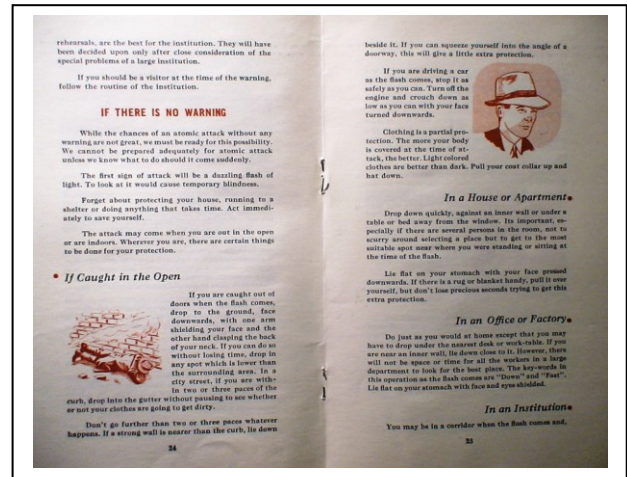 rehearsals, are the best for the institution. They will have
been decided upon only after close consideration of the
special problems of a large institution.
If you should be a visitor at the time of the warning,
follow the routine of the institution.
IF THERE IS NO WARNING
While the chances of an atomic attack without any
warning are not great, we must be ready for this possibility.
We cannot be prepared adequately for atomic attack
unless we know what to do should it come suddenly.
The first sign of attack will be a dazzling flash of
light. To look at it would cause temporary blindness.
Forget about protecting your house, running to a
shelter or doing anything that takes time. Act immedi-
ately to save yourself.
The attack may come when you are out in the open
or are indoors. Wherever you are, there are certain things
to be done for your protection.
• If Caught in the Open
If you are caught out of
doors when the flash comes,
drop to the ground, face
downwards, with one arm
shielding your face and the
other hand clasping the back
of your neck. If you can do so
without losing time, drop in
any spot which is lower than
the surrounding area. In a
city street, if you are with-
in two or three paces of the
curb, drop into the gutter without pausing to see whether
or not your clothes are going to get dirty.
Don't go further than two or three paces whatever
happens. If a strong wall is nearer than the curb, lie down
24
beside it. If you can squeeze yourself into the angle of a
doorway, this will give a little extra protection.
If you are driving a car
as the flash comes, stop it as
safely as you can. Turn off the
engine and crouch down as
low as you can with your face
turned downwards.
Clothing is a partial pro-
tection. The more your body
is covered at the time of at-
tack, the better. Light colored
clothes are better than dark. Pull your coat collar up and
hat down.
In a House or Apartment•
Drop down quickly, against an inner wall or under a
table or bed away from the window. Its important, es-
pecially if there are several persons in the room, not to
scurry around selecting a place but to get to the most
suitable spot near where you were standing or sitting at
the time of the flash.
Lie flat on your stomach with your face pressed
downwards. If there is a rug or blanket handy, pull it over
yourself, but don't lose precious seconds trying to get this
extra protection.
In an Office or Factory•
Do just as you would at home except that you may
have to drop under the nearest desk or work-table. If you
are near an inner wall, lie down close to it. However, there
will not be space or time for all the workers in a large
department to look for the best place. The key-words in
this operation as the flash comes are "Down" and "Fast".
Lie flat on your stomach with face and eyes shielded.
In an Institution•
You may be in a corridor when the flash comes and,
25